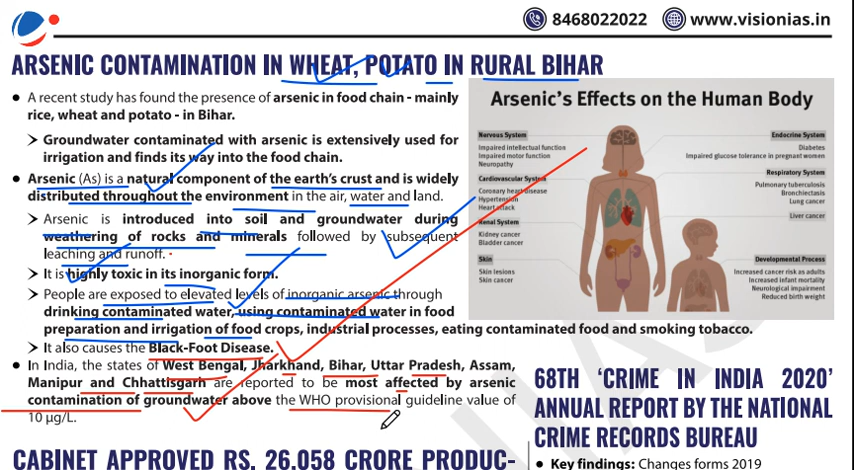 8468022022 www.visionias.in
ARSENIC CONTAMINATION IN WHEAT, POTATO IN RURAL BIHAR
• A recent study has found the presence of arsenic in food chain - mainly
rice, wheat and potato - in Bihar.
➢ Groundwater contaminated with arsenic is extensively used for
irrigation and finds its way into the food chain.
• Arsenic (As) is a natural component of the earth's crust and is widely
distributed throughout the environment in the air, water and land.
➢ Arsenic is introduced into soil and groundwater during
weathering of rocks and minerals followed by subsequent
leaching and runoff.
➢ It is highly toxic in its inorganic form.
➢ People are exposed to elevated levels of inorganic arsenic through
drinking contaminated water, using contaminated water in food
preparation and irrigation of food crops, industrial processes, eating contaminated food and smoking tobacco.
➢ It also causes the Black-Foot Disease.
• In India, the states of West Bengal, Jharkhand, Bihar, Uttar Pradesh, Assam,
Manipur and Chhattisgarh are reported to be most affected by arsenic
contamination of groundwater above the WHO provisional guideline value of
10 µg/L.
Arsenic's Effects on the Human Body
Nervous System
Impaired intellectual function
Impaired motor function
Neuropathy
Cardiovascular System
Coronary heart disease
Hypertension
Heart attack
Renal System
Kidney cancer
Bladder cancer
Skin
Skin lesions
Skin cancer
Endocrine System
Diabetes
Impaired glucose tolerance in pregnant women
Respiratory System
Pulmonary tuberculosis
Bronchiectasis
Lung cancer
Liver cancer
Developmental Process
Increased cancer risk as adults
Increased infant mortality
Neurological impairment
Reduced birth weight
68TH 'CRIME IN INDIA 2020'
ANNUAL REPORT BY THE NATIONAL
CRIME RECORDS BUREAU
• Key findings: Changes forms 2019
CABINET APPROVED RS. 26,058 CRORE PRODUC-